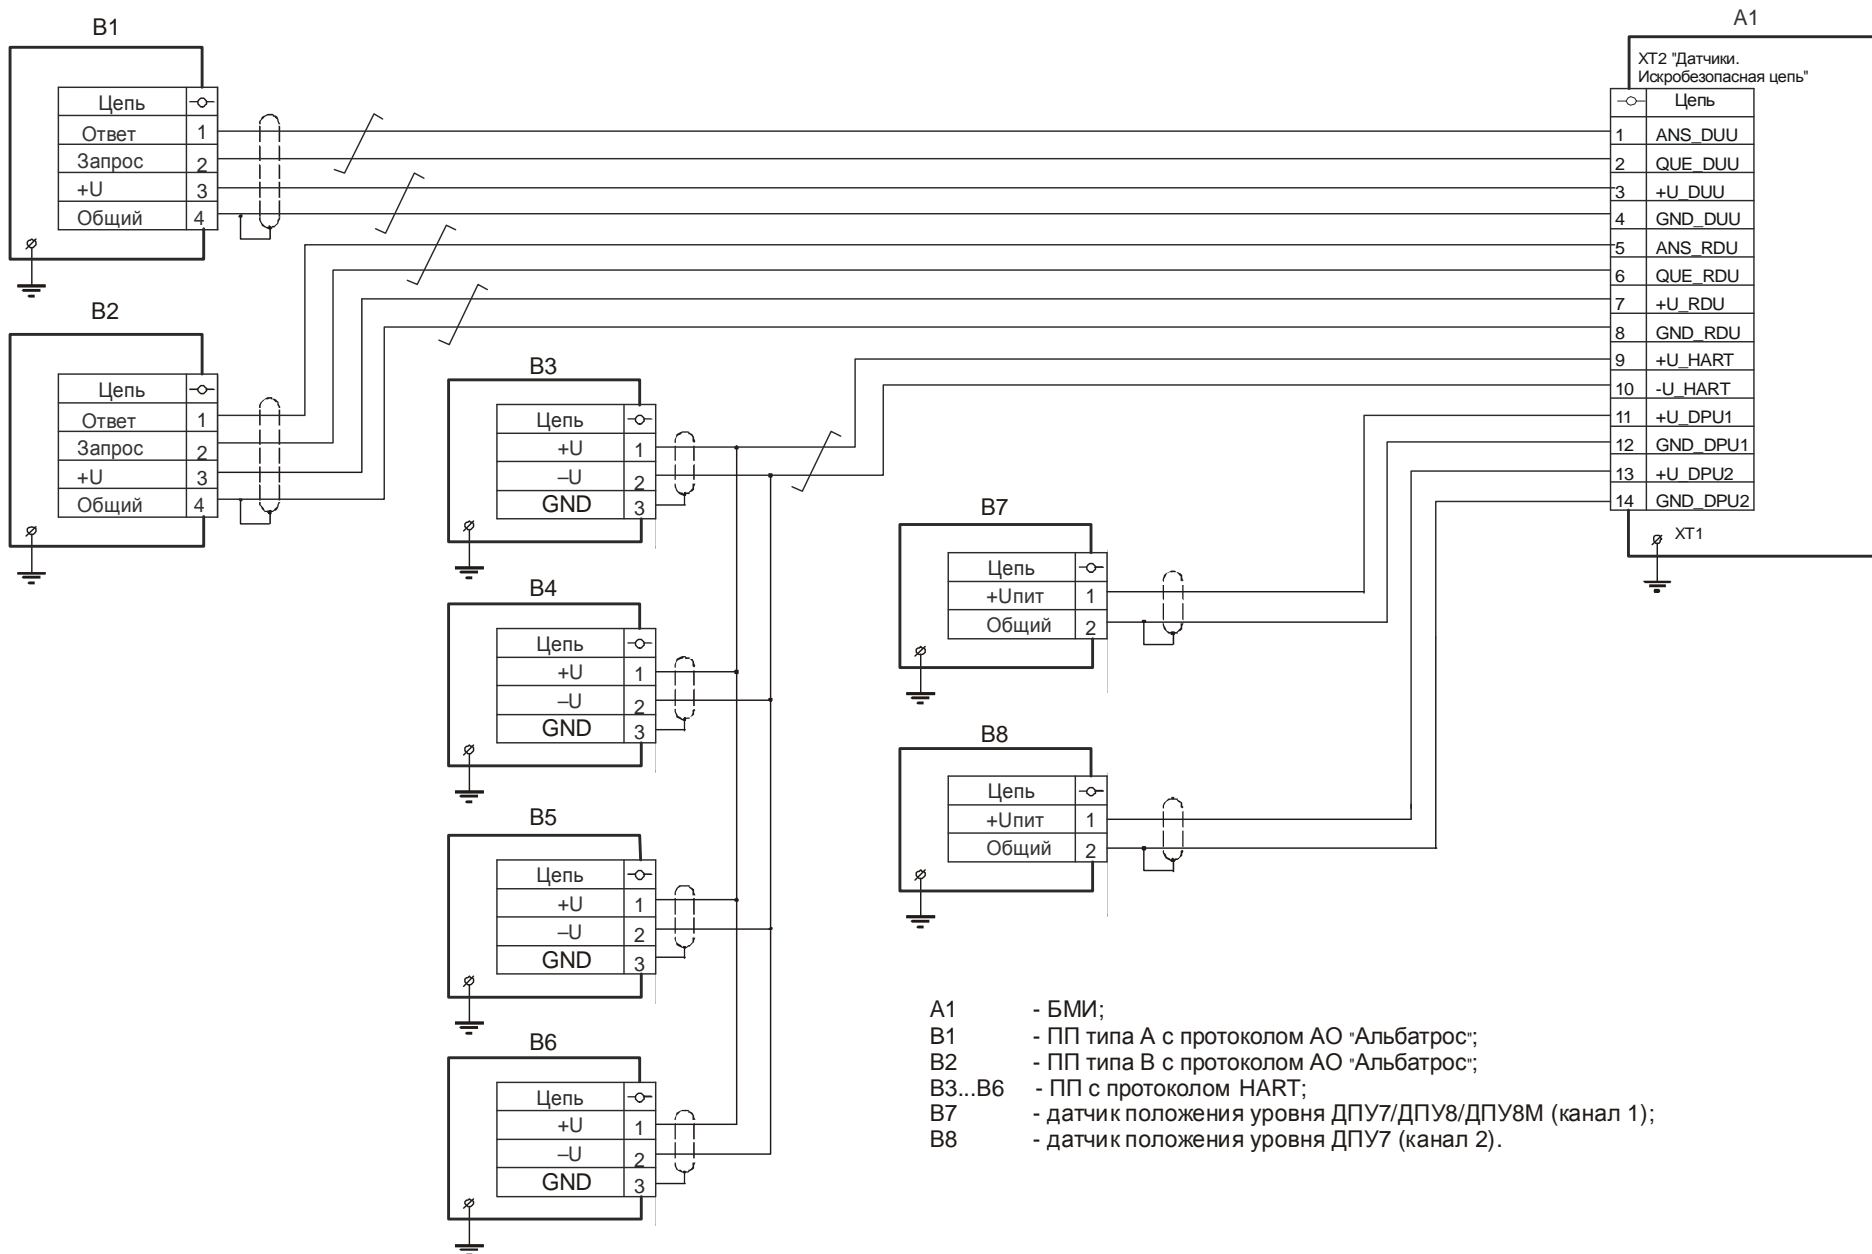 B1
Цепь
Ответ 1
Запрос 2
+U 3
Общий 4
B2
Цепь
Ответ 1
Запрос 2
+U 3
Общий 4
B3
Цепь
+U 1
–U 2
GND 3
B4
Цепь
+U 1
–U 2
GND 3
B5
Цепь
+U 1
–U 2
GND 3
B6
Цепь
+U 1
–U 2
GND 3
B7
Цепь
+Uпит 1
Общий 2
B8
Цепь
+Uпит 1
Общий 2
A1
XT2 "Датчики.
Искробезопасная цепь"
Цепь
1 ANS_DUU
2 QUE_DUU
3 +U_DUU
4 GND_DUU
5 ANS_RDU
6 QUE_RDU
7 +U_RDU
8 GND_RDU
9 +U_HART
10 -U_HART
11 +U_DPU1
12 GND_DPU1
13 +U_DPU2
14 GND_DPU2
XT1
A1 - БМИ;
B1 - ПП типа А с протоколом АО "Альбатрос";
B2 - ПП типа В с протоколом АО "Альбатрос";
B3...B6 - ПП с протоколом HART;
B7 - датчик положения уровня ДПУ7/ДПУ8/ДПУ8М (канал 1);
B8 - датчик положения уровня ДПУ7 (канал 2).